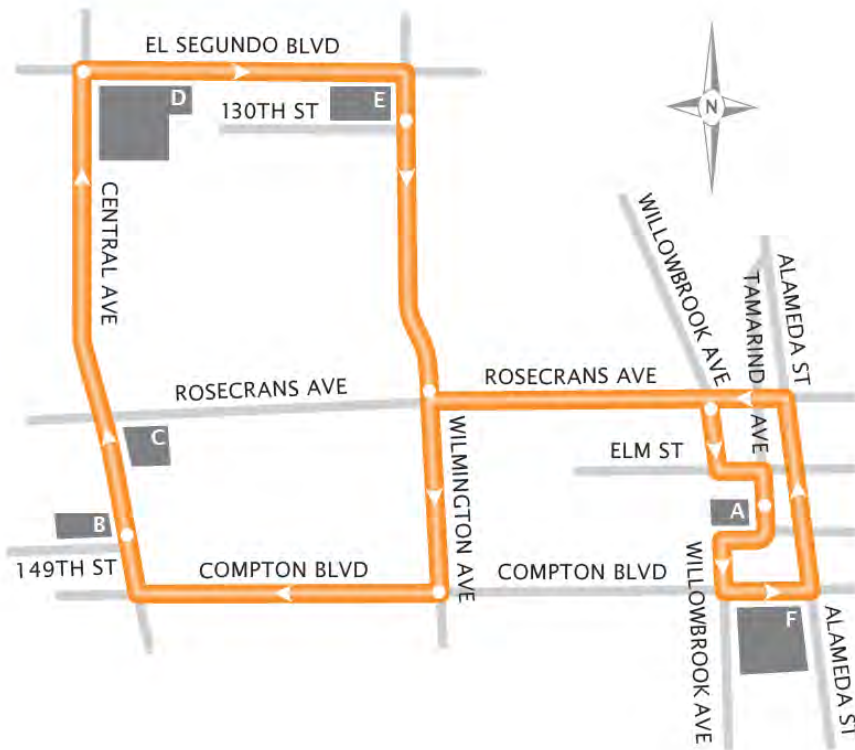 EL SEGUNDO BLVD
D
E
130TH ST
N
CENTRAL AVE
WILLOWBROOK AVE
TAMARIND AVE
ALAMEDA ST
ROSECRANS AVE
ROSECRANS AVE
C
WILMINGTON AVE
ELM ST
B
A
149TH ST
COMPTON BLVD
COMPTON BLVD
WILLOWBROOK AVE
F
ALAMEDA ST